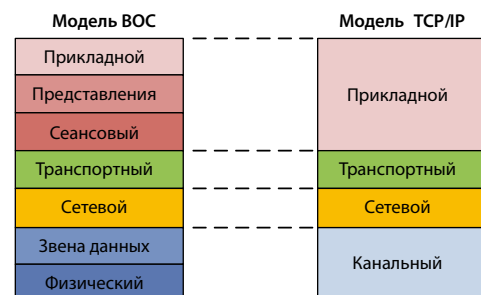 Модель ВОС
Прикладной
Представления
Сеансовый
Транспортный
Сетевой
Звена данных
Физический
Модель TCP/IP
Прикладной
Транспортный
Сетевой
Канальный